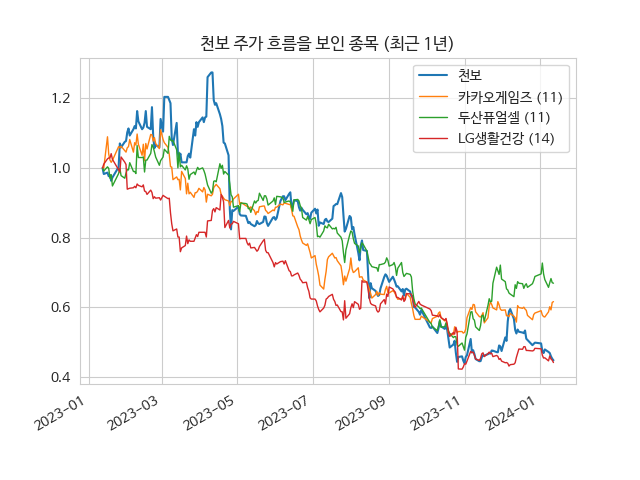 천보 주가 흐름을 보인 종목 (최근 1년)
천보
카카오게임즈 (11)
두산퓨얼셀 (11)
LG생활건강 (14)
1.2
1.0
0.8
0.6
0.4
2023-01
2023-03
2023-05
2023-07
2023-09
2023-11
2024-01